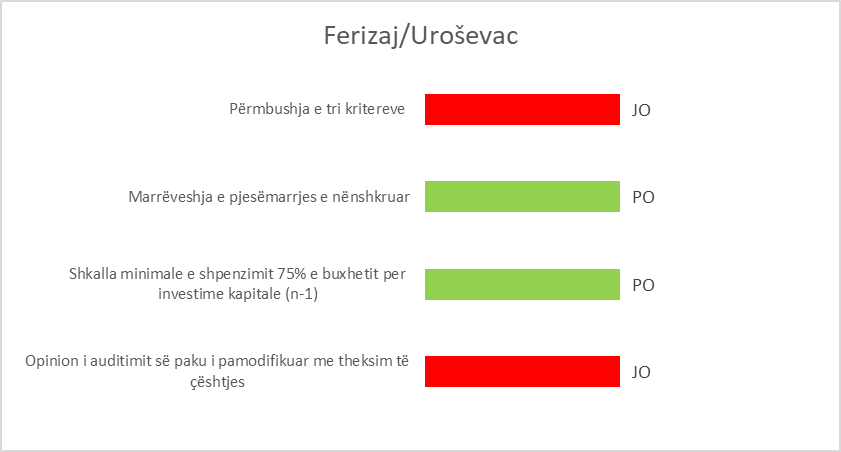 Ferizaj/Uroševac
Përmbushja e tri kritereve
JO
Marrëveshja e pjesëmarrjes e nënshkruar
PO
Shkalla minimale e shpenzimit 75% e buxhetit per
investime kapitale (n-1)
PO
Opinion i auditimit së paku i pamodifikuar me theksim të
çështjes
JO